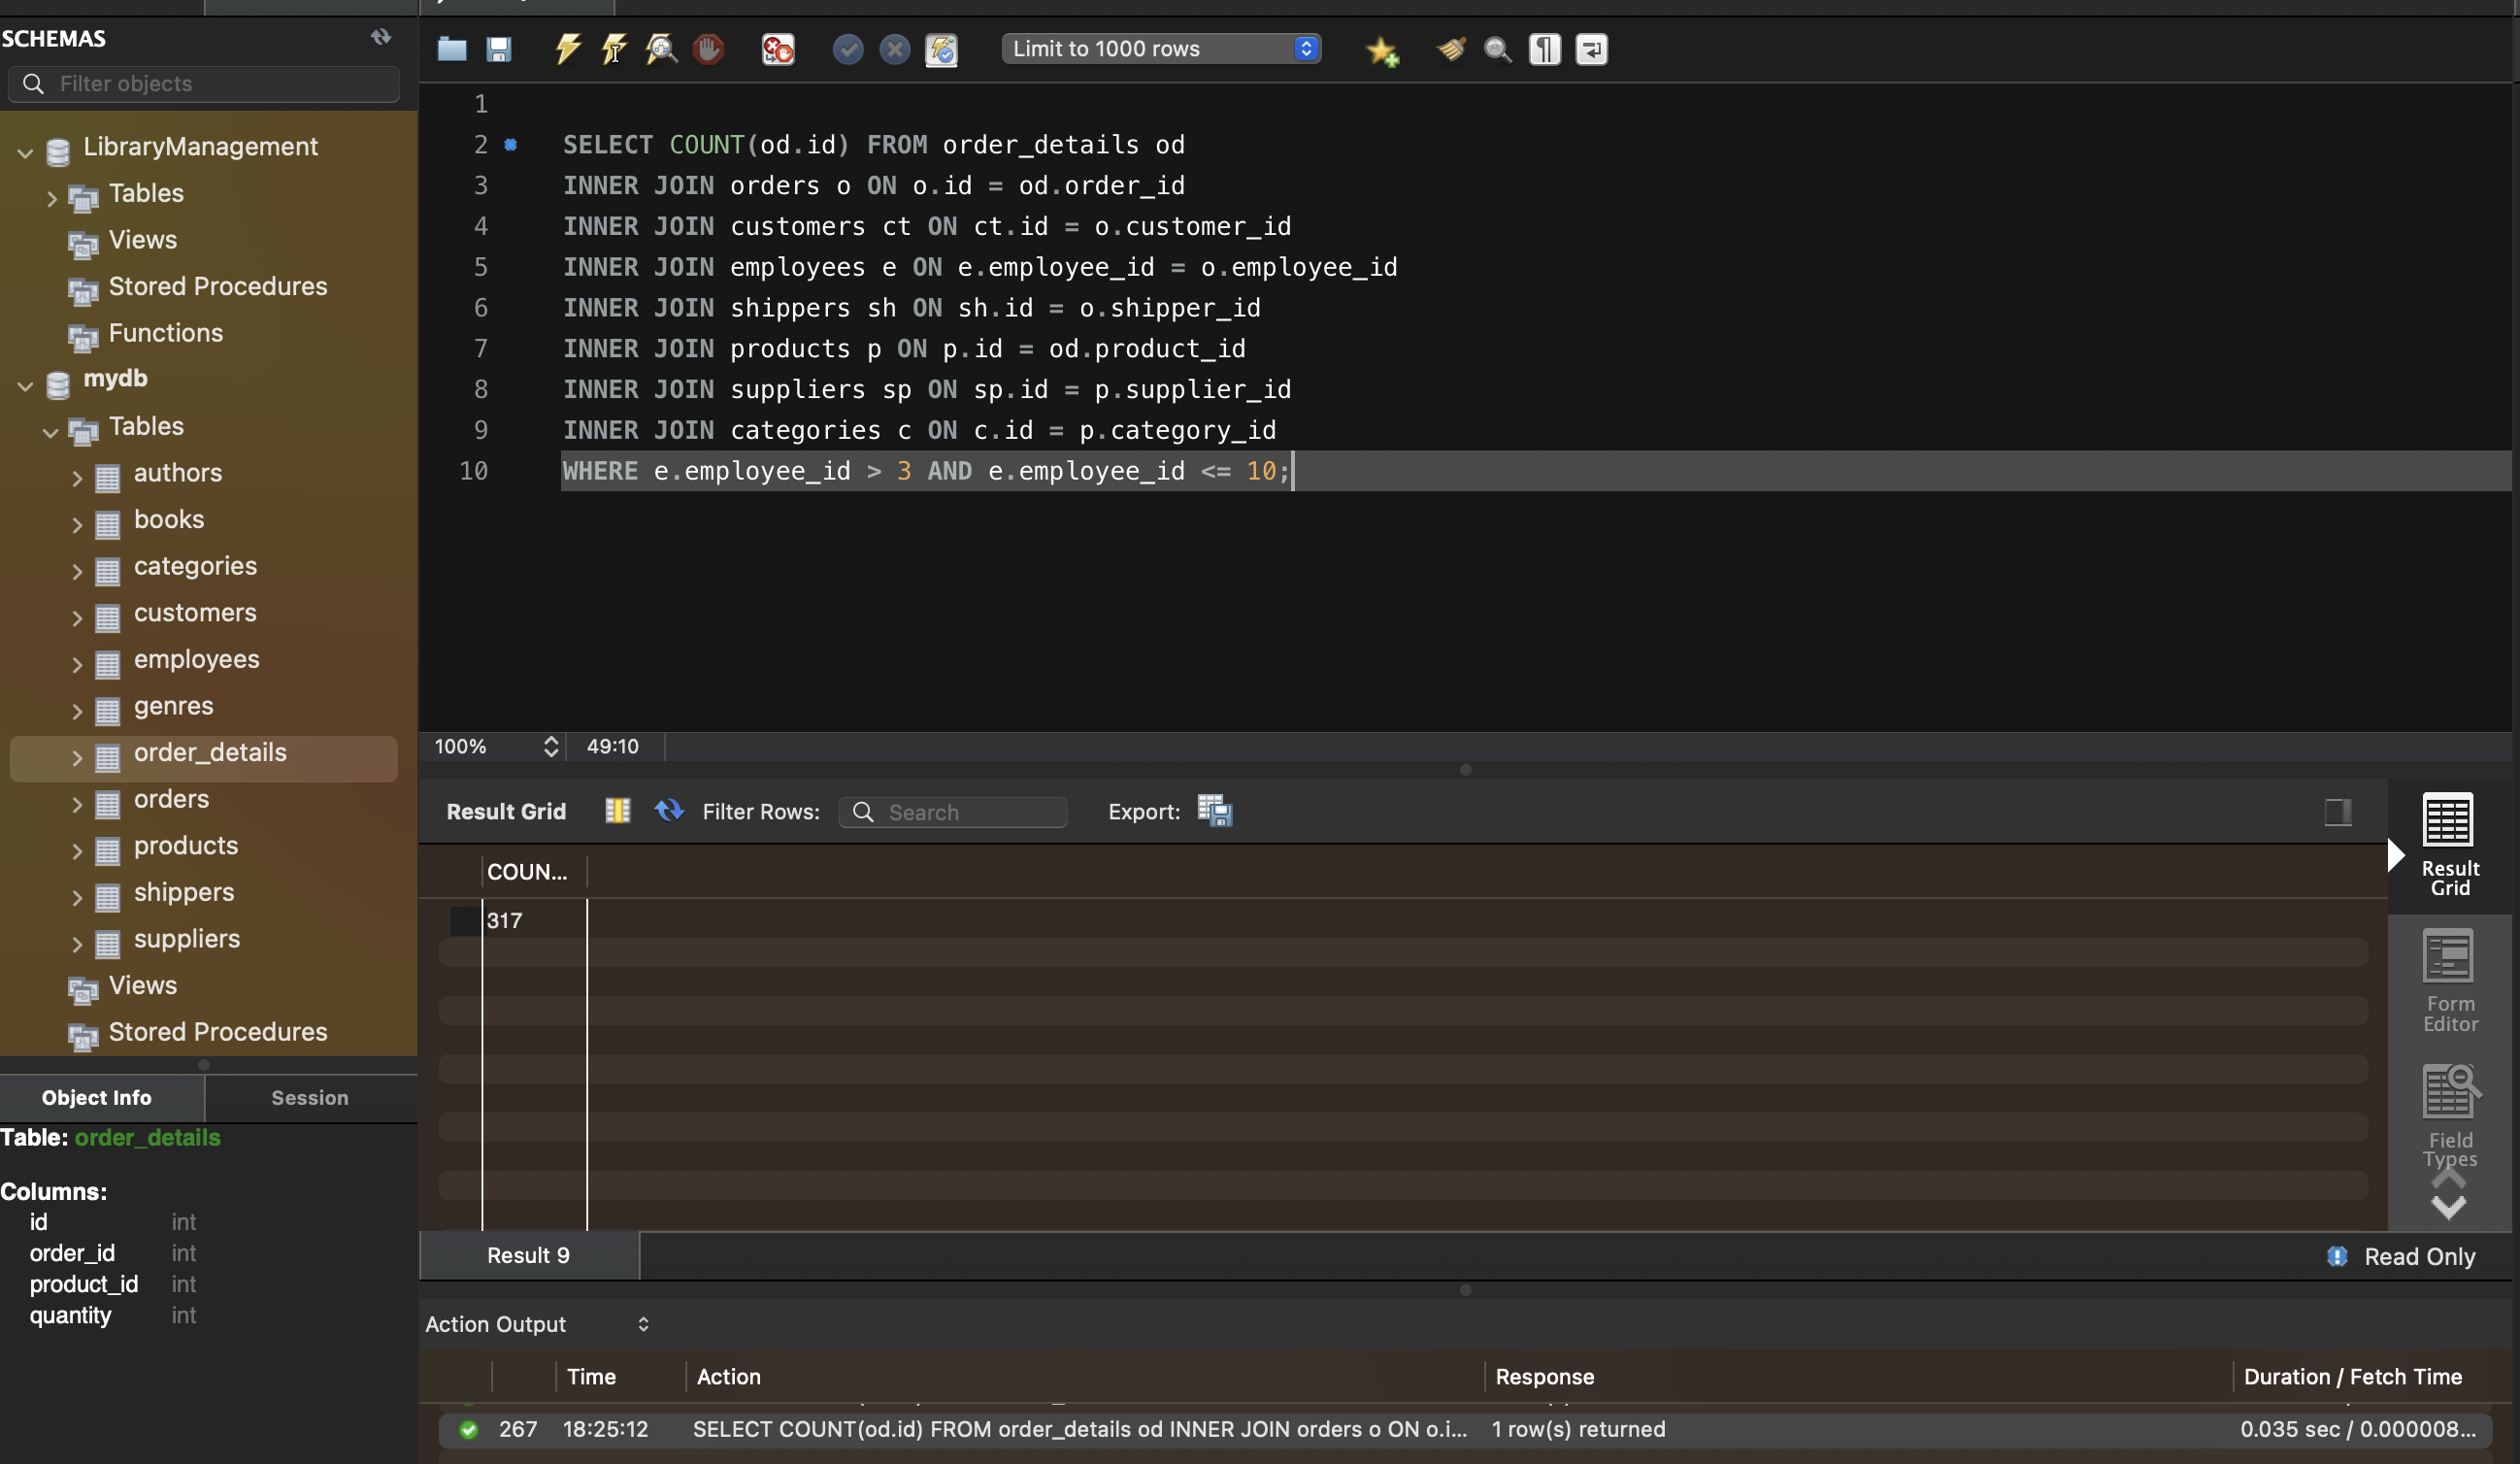 SCHEMAS
Filter objects
LibraryManagement
Tables
Views
Stored Procedures
Functions
mydb
Tables
authors
books
categories
customers
employees
genres
order_details
orders
products
shippers
suppliers
Views
Stored Procedures
Object Info
Session
Table: order_details
Columns:
id int
order_id int
product_id int
quantity int
Limit to 1000 rows
1
2 SELECT COUNT(od.id) FROM order_details od
3 INNER JOIN orders o ON o.id = od.order_id
4 INNER JOIN customers ct ON ct.id = o.customer_id
5 INNER JOIN employees e ON e.employee_id = o.employee_id
6 INNER JOIN shippers sh ON sh.id = o.shipper_id
7 INNER JOIN products p ON p.id = od.product_id
8 INNER JOIN suppliers sp ON sp.id = p.supplier_id
9 INNER JOIN categories c ON c.id = p.category_id
10 WHERE e.employee_id > 3 AND e.employee_id <= 10;
100% 49:10
Result Grid Filter Rows: Search Export:
COUN...
317
Result
Grid
Form
Editor
Field
Types
Result 9
Read Only
Action Output
Time Action Response Duration / Fetch Time
267 18:25:12 SELECT COUNT(od.id) FROM order_details od INNER JOIN orders o ON o.i... 1 row(s) returned 0.035 sec / 0.000008...